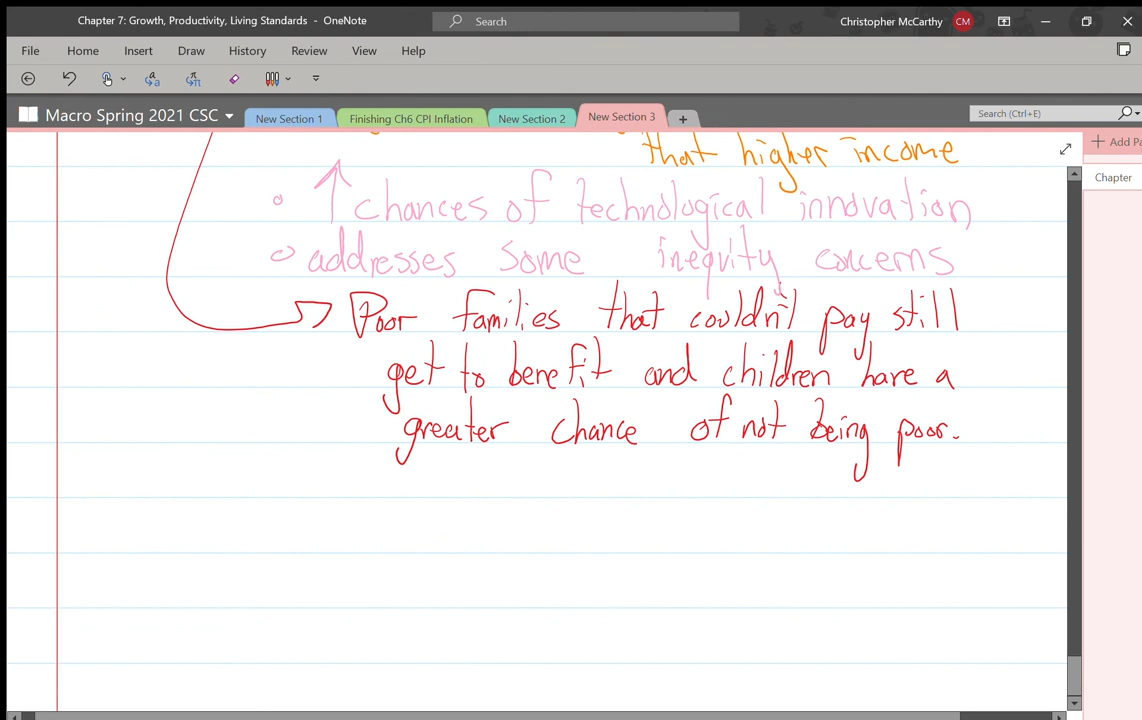 Chapter 7: Growth, Productivity, Living Standards - OneNote
Search
Christopher McCarthy
CM
File Home Insert Draw History Review View Help
Macro Spring 2021 CSC
New Section 1
Finishing Ch6 CPI Inflation
New Section 2
New Section 3
Search (Ctrl+E)
that higher income
Add Pa
Chapter
↑ chances of technological innovation
addresses some inequity concerns
Poor families that couldn't pay still
get to benefit and children have a
greater chance of not being poor.